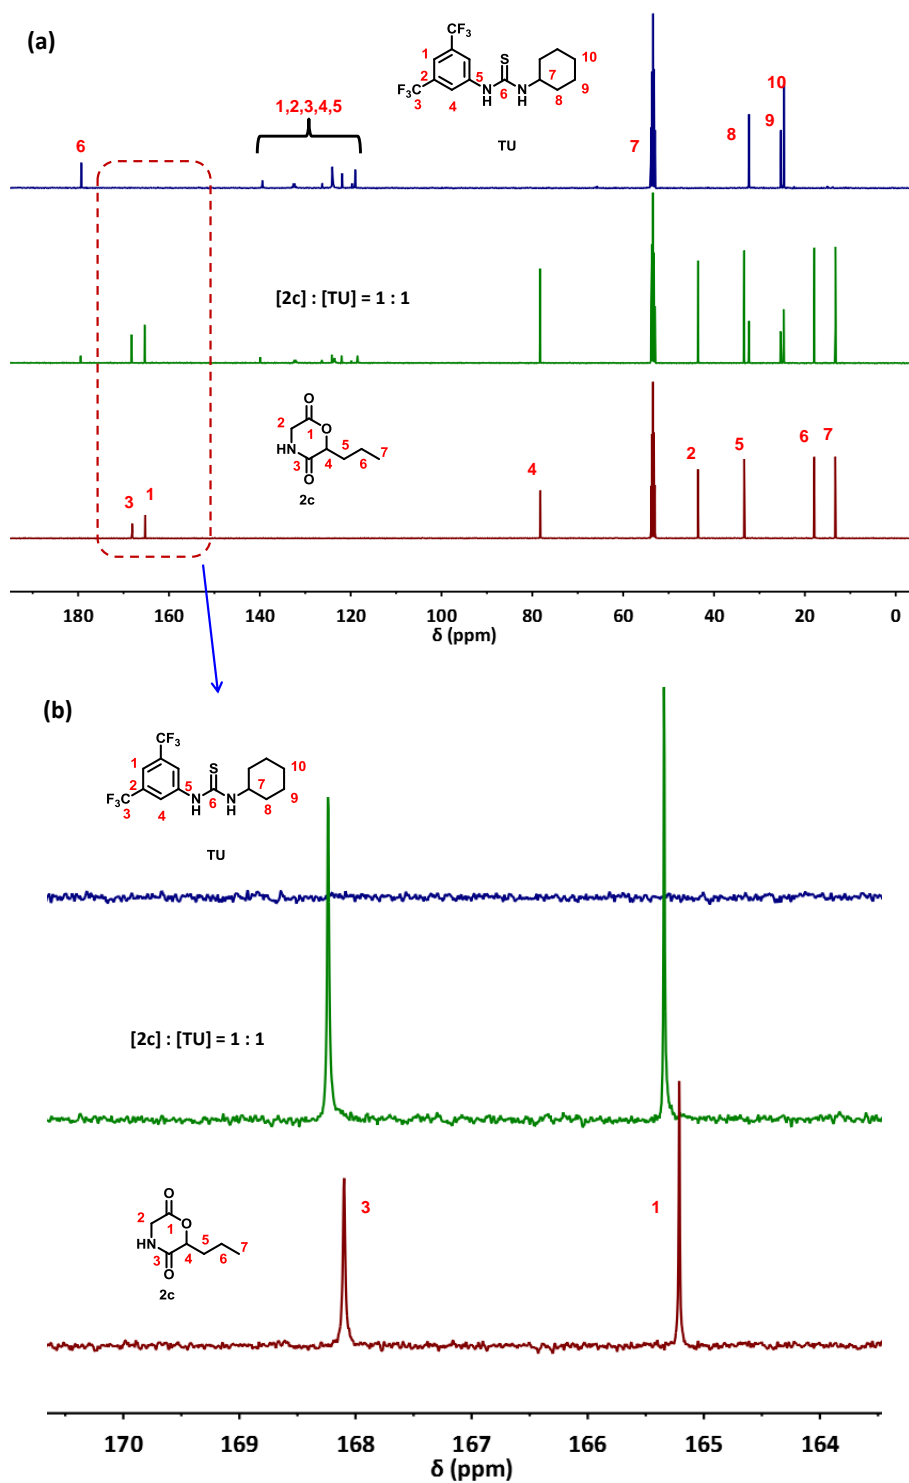 (a)
CF3
1
2
F3C
3
4
5
N
H
S
6
N
H
7
8
9
10
TU
6
1,2,3,4,5
7
8
9
10
[2c] : [TU] = 1 : 1
O
2
1
O
HN
3
4
5
6
7
O
2c
3
1
4
2
5
6
7
180 160 140 120 100 80 60 40 20 0
δ (ppm)
(b)
CF3
1
2
F3C
3
4
5
N
H
S
6
N
H
7
8
9
10
TU
[2c] : [TU] = 1 : 1
O
2
1
O
HN
3
4
5
6
7
O
2c
3
1
170 169 168 167 166 165 164
δ (ppm)